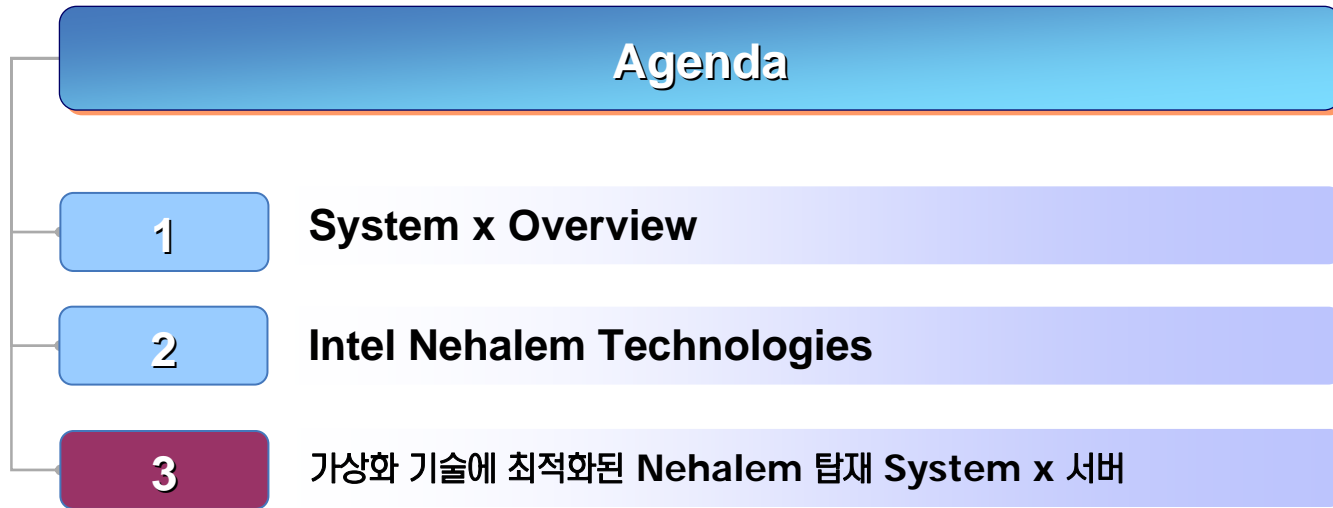 Agenda
1 System x Overview
2 Intel Nehalem Technologies
3 가상화 기술에 최적화된 Nehalem 탑재 System x 서버